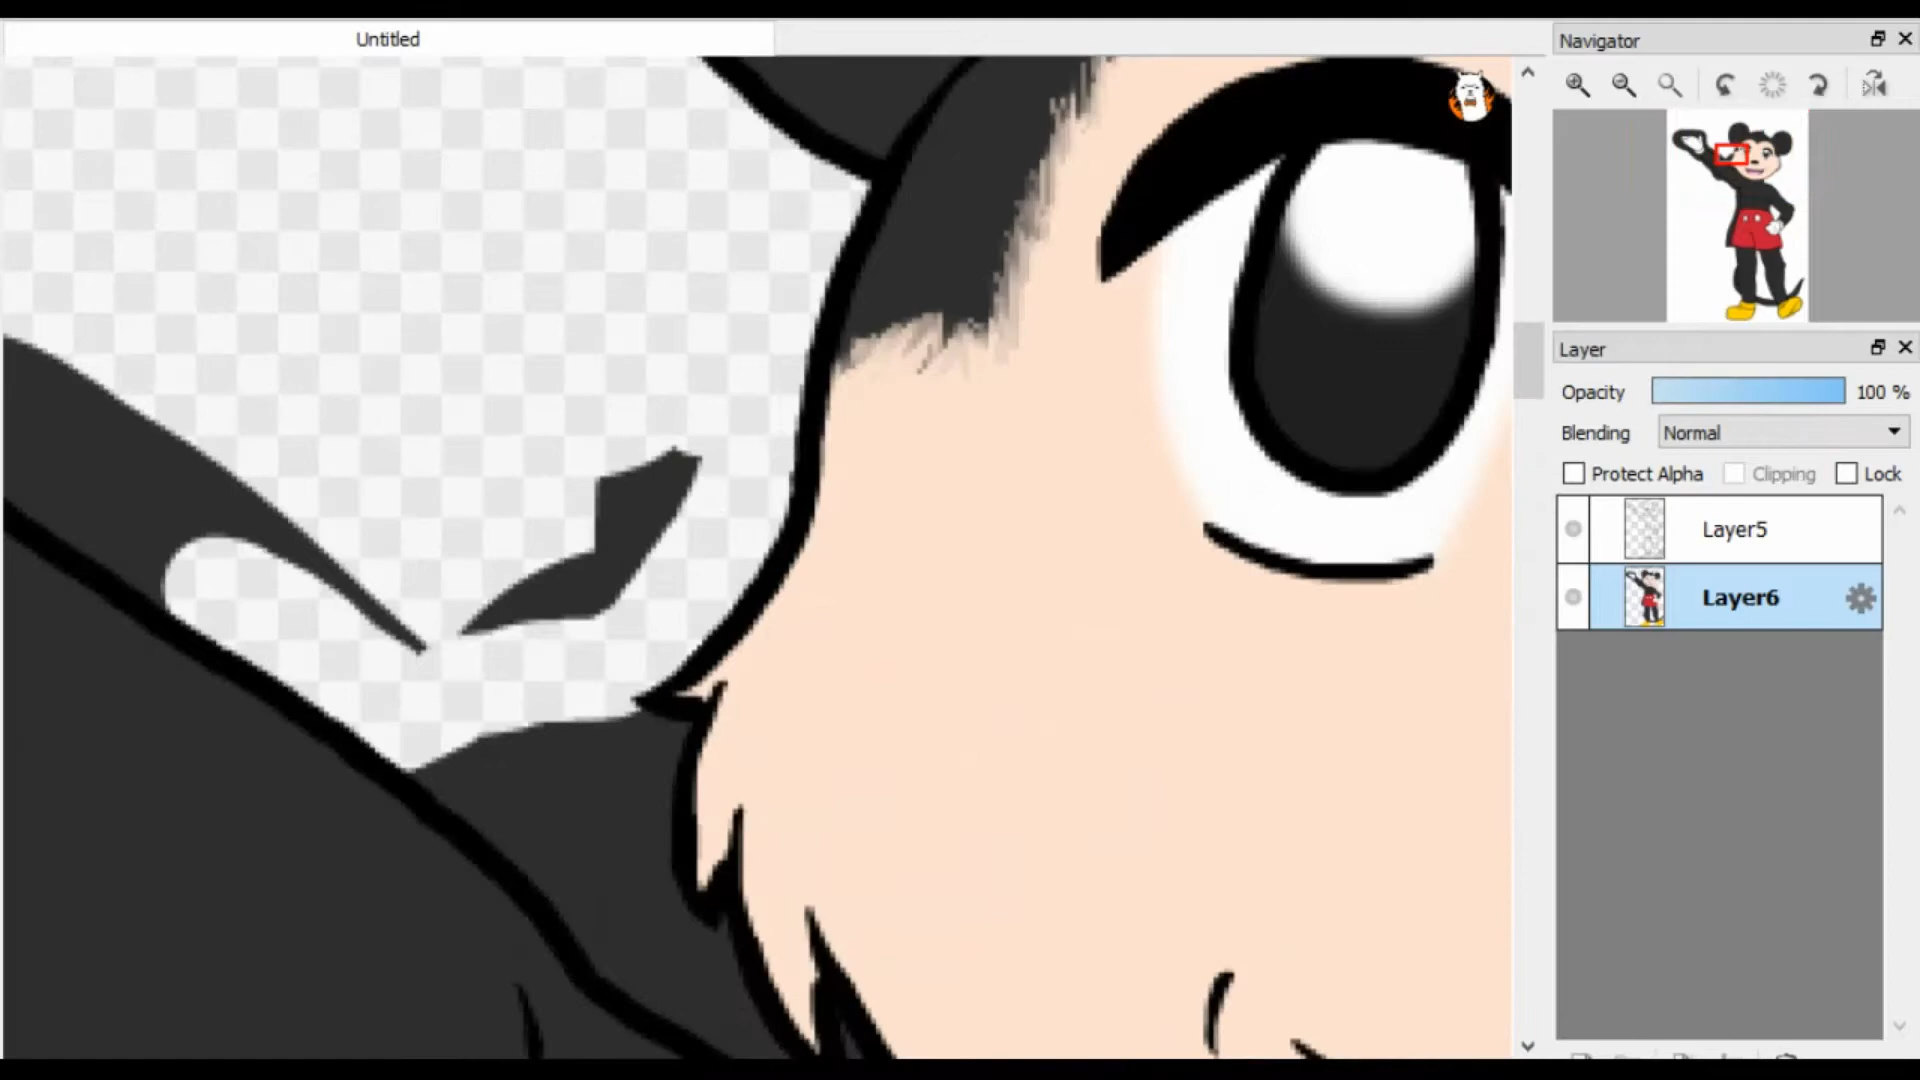 Untitled
Navigator
Layer
Opacity 100 %
Blending Normal
Protect Alpha Clipping Lock
Layer5
Layer6